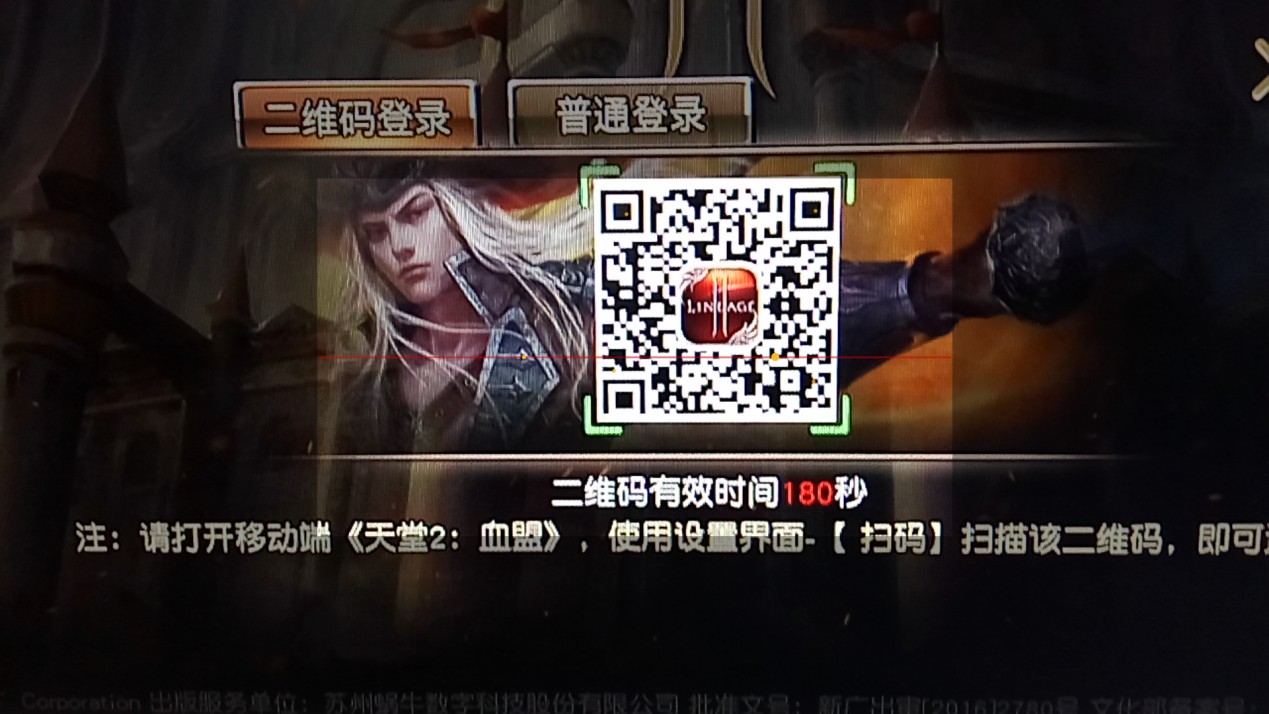 二维码登录
普通登录
LINEAGE
II
二维码有效时间180秒
注：请打开移动端《天堂2：血盟》，使用设置界面-【 扫码】扫描该二维码，即可
Corporation 出版服务单位：苏州蜗牛数字科技股份有限公司 批准文号：新广出审[2016]2780号 文化部备案号：